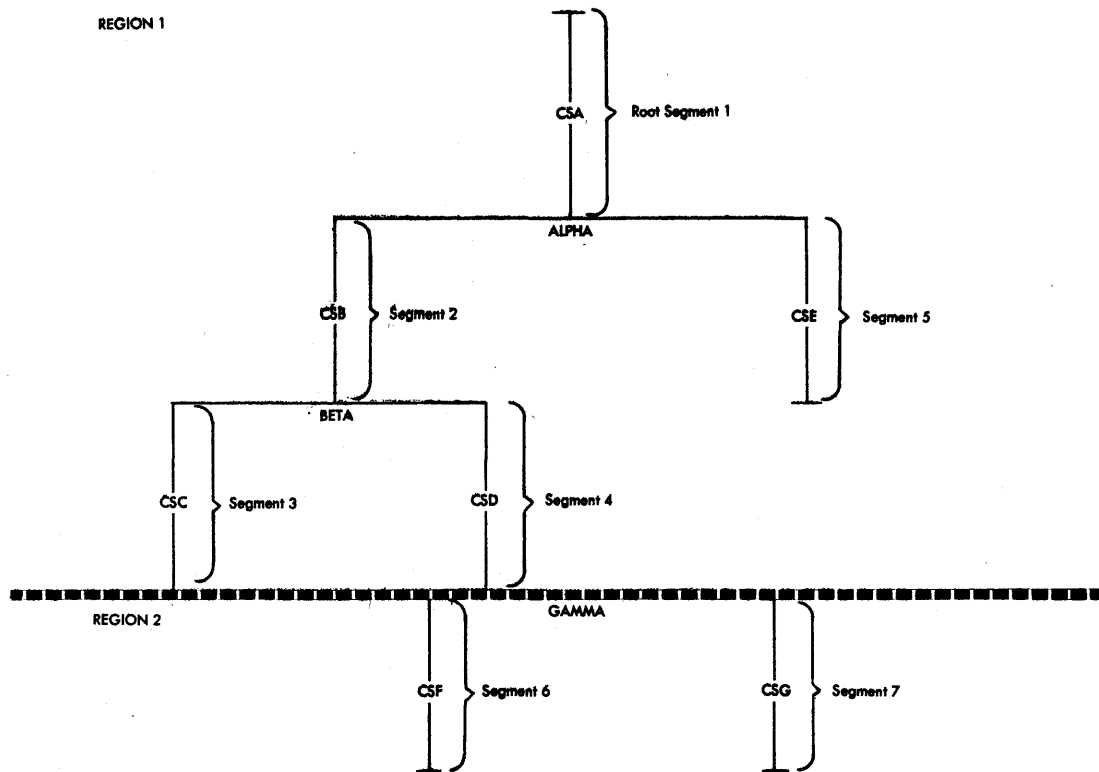 REGION 1
CSA
Root Segment 1
ALPHA
CSB
Segment 2
CSE
Segment 5
BETA
CSC
Segment 3
CSD
Segment 4
REGION 2
GAMMA
CSF
Segment 6
CSG
Segment 7